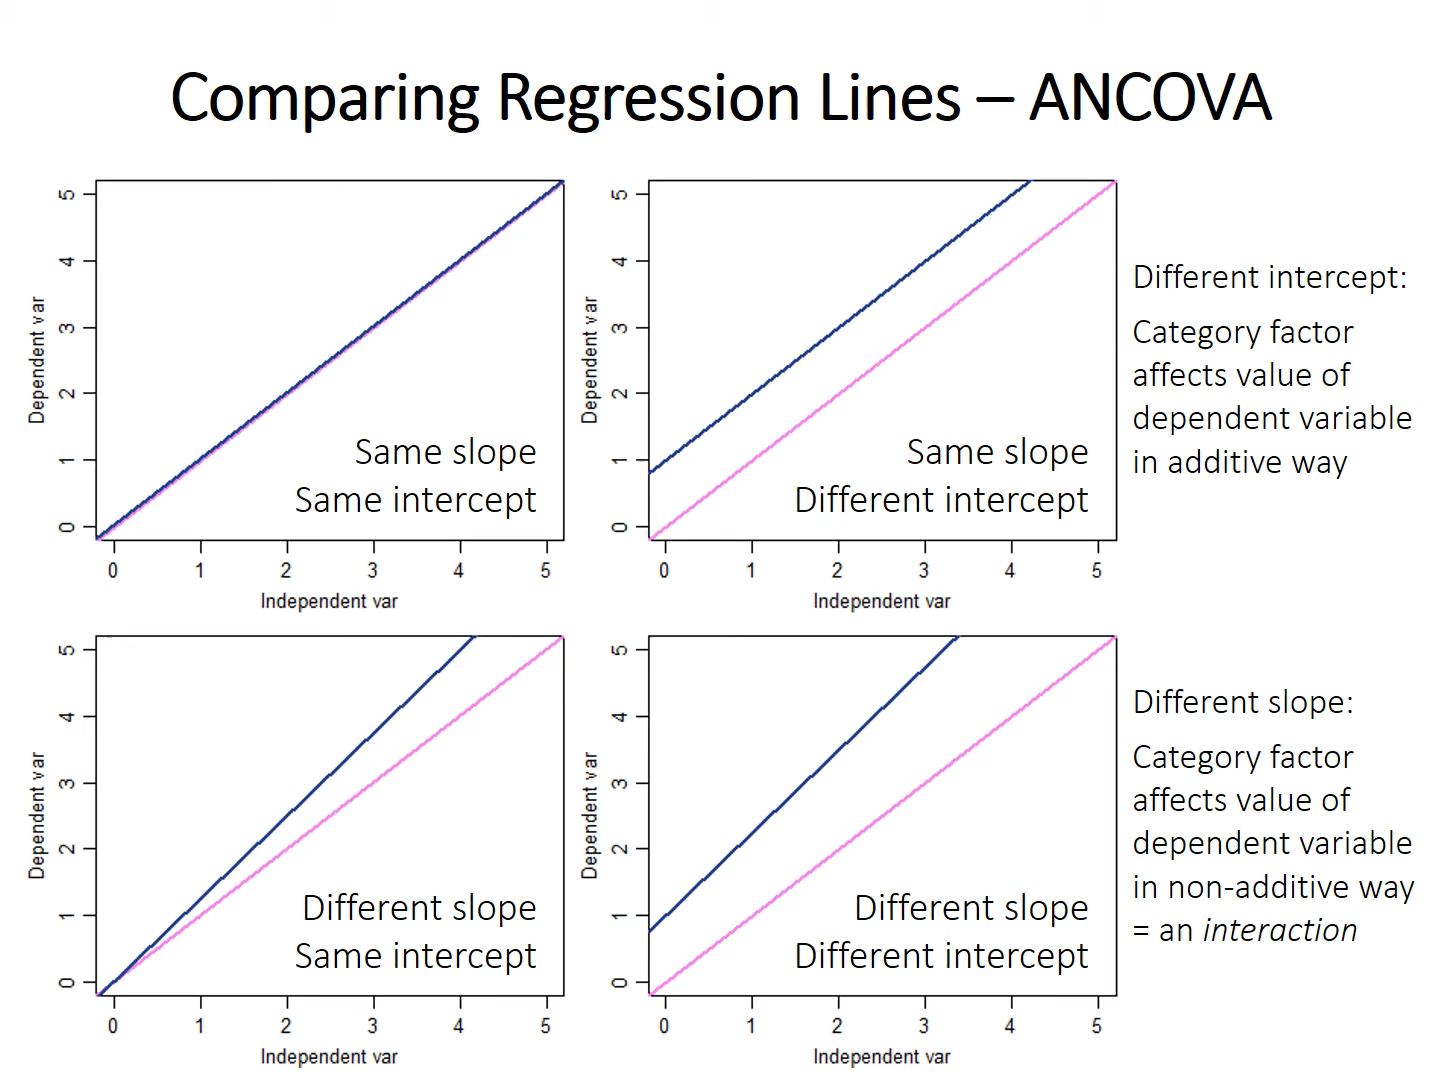 Comparing Regression Lines – ANCOVA
5
4
3
2
1
0
Dependent var
Same slope
Same intercept
0 1 2 3 4 5
Independent var
5
4
3
2
1
0
Dependent var
Same slope
Different intercept
0 1 2 3 4 5
Independent var
Different intercept:
Category factor
affects value of
dependent variable
in additive way
5
4
3
2
1
0
Dependent var
Different slope
Same intercept
0 1 2 3 4 5
Independent var
5
4
3
2
1
0
Dependent var
Different slope
Different intercept
0 1 2 3 4 5
Independent var
Different slope:
Category factor
affects value of
dependent variable
in non-additive way
= an interaction